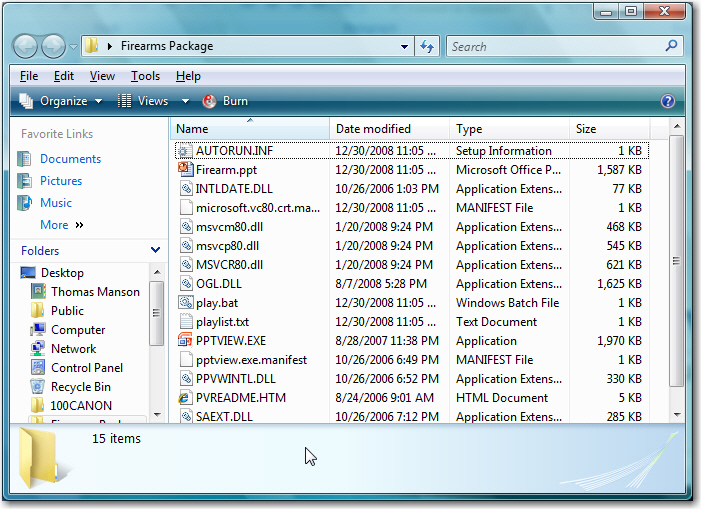 Firearms Package
Search
File Edit View Tools Help
Organize Views Burn
Favorite Links
Documents
Pictures
Music
More »
Folders
Desktop
Thomas Manson
Public
Computer
Network
Control Panel
Recycle Bin
100CANON
Name Date modified Type Size
AUTORUN.INF 12/30/2008 11:05 ... Setup Information 1 KB
Firearm.ppt 12/30/2008 11:05 ... Microsoft Office P... 1,587 KB
INTLDATE.DLL 10/26/2006 1:03 PM Application Extens... 77 KB
microsoft.vc80.crt.ma... 12/30/2008 11:05 ... MANIFEST File 1 KB
msvcm80.dll 1/20/2008 9:24 PM Application Extens... 468 KB
msvcp80.dll 1/20/2008 9:24 PM Application Extens... 545 KB
MSVCR80.dll 1/20/2008 9:24 PM Application Extens... 621 KB
OGL.DLL 8/7/2008 5:28 PM Application Extens... 1,625 KB
play.bat 12/30/2008 11:05 ... Windows Batch File 1 KB
playlist.txt 12/30/2008 11:05 ... Text Document 1 KB
PPTVIEW.EXE 8/28/2007 11:38 PM Application 1,970 KB
pptview.exe.manifest 10/26/2006 6:49 PM MANIFEST File 1 KB
PPVWINTL.DLL 10/26/2006 6:52 PM Application Extens... 330 KB
PVREADME.HTM 8/24/2006 9:01 AM HTML Document 5 KB
SAEXT.DLL 10/26/2006 7:12 PM Application Extens... 285 KB
15 items